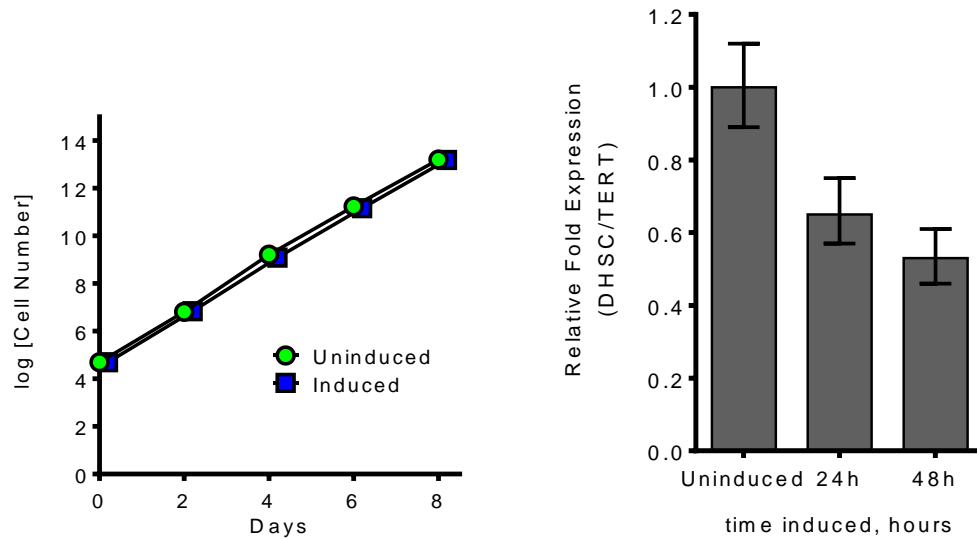 log [Cell Number]
14
12
10
8
6
4
2
0
0 2 4 6 8
Days
Uninduced
Induced
Relative Fold Expression
(DHSC/TERT)
1.2
1.0
0.8
0.6
0.4
0.2
0.0
Uninduced 24h 48h
time induced, hours